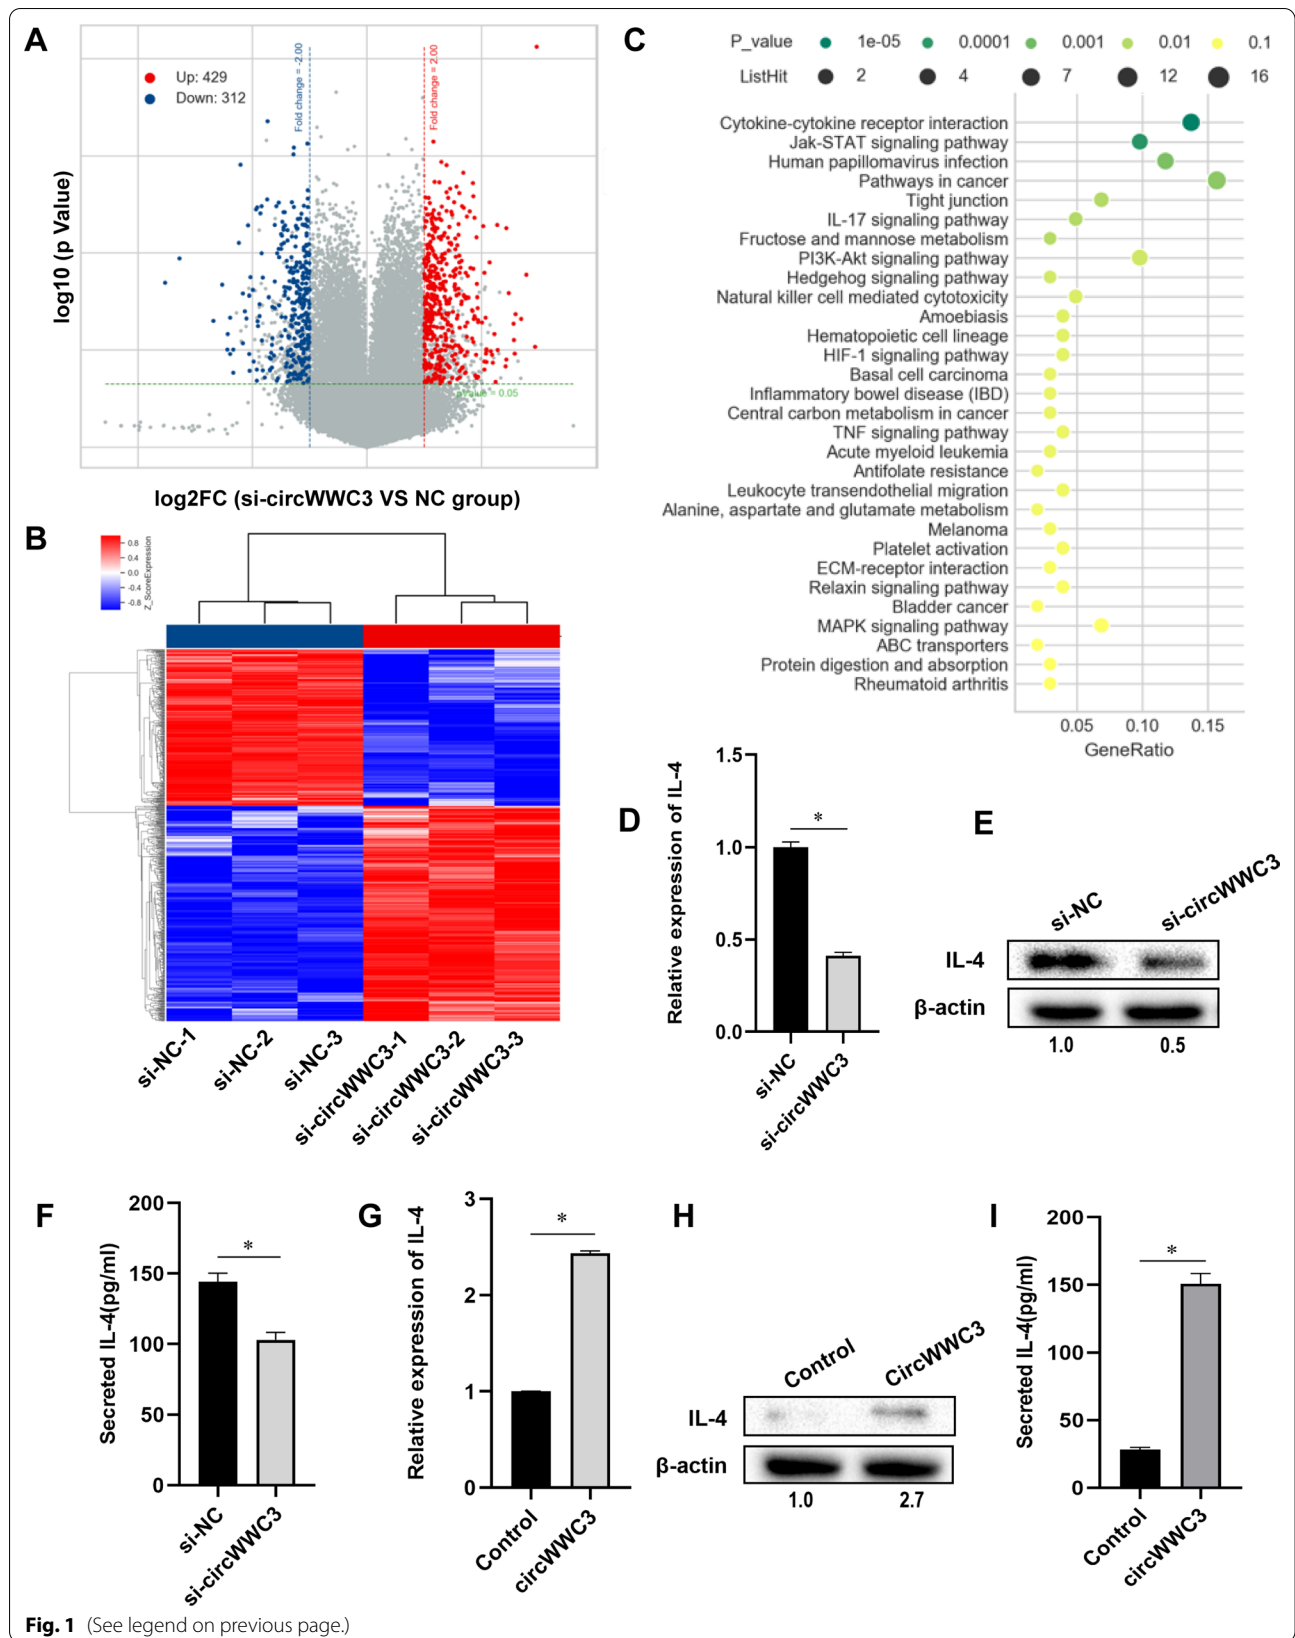 A
Up: 429
Down: 312
Fold change = -2.00
Fold change = 2.00
pvalue = 0.05
log10 (p Value)
log2FC (si-circWWC3 VS NC group)
B
0.8
0.4
0.0
-0.4
-0.8
Z_ScoreExpression
si-NC-1
si-NC-2
si-NC-3
si-circWWC3-1
si-circWWC3-2
si-circWWC3-3
C
P_value 1e-05 0.0001 0.001 0.01 0.1
ListHit 2 4 7 12 16
Cytokine-cytokine receptor interaction
Jak-STAT signaling pathway
Human papillomavirus infection
Pathways in cancer
Tight junction
IL-17 signaling pathway
Fructose and mannose metabolism
PI3K-Akt signaling pathway
Hedgehog signaling pathway
Natural killer cell mediated cytotoxicity
Amoebiasis
Hematopoietic cell lineage
HIF-1 signaling pathway
Basal cell carcinoma
Inflammatory bowel disease (IBD)
Central carbon metabolism in cancer
TNF signaling pathway
Acute myeloid leukemia
Antifolate resistance
Leukocyte transendothelial migration
Alanine, aspartate and glutamate metabolism
Melanoma
Platelet activation
ECM-receptor interaction
Relaxin signaling pathway
Bladder cancer
MAPK signaling pathway
ABC transporters
Protein digestion and absorption
Rheumatoid arthritis
0.05 0.10 0.15
GeneRatio
D
Relative expression of IL-4
1.5
1.0
0.5
0.0
*
si-NC
si-circWWC3
E
si-NC si-circWWC3
IL-4
β-actin
1.0 0.5
F
Secreted IL-4(pg/ml)
200
150
100
50
0
*
si-NC
si-circWWC3
G
Relative expression of IL-4
3
2
1
0
*
Control
circWWC3
H
Control CircWWC3
IL-4
β-actin
1.0 2.7
I
Secreted IL-4(pg/ml)
200
150
100
50
0
*
Control
circWWC3
Fig. 1 (See legend on previous page.)